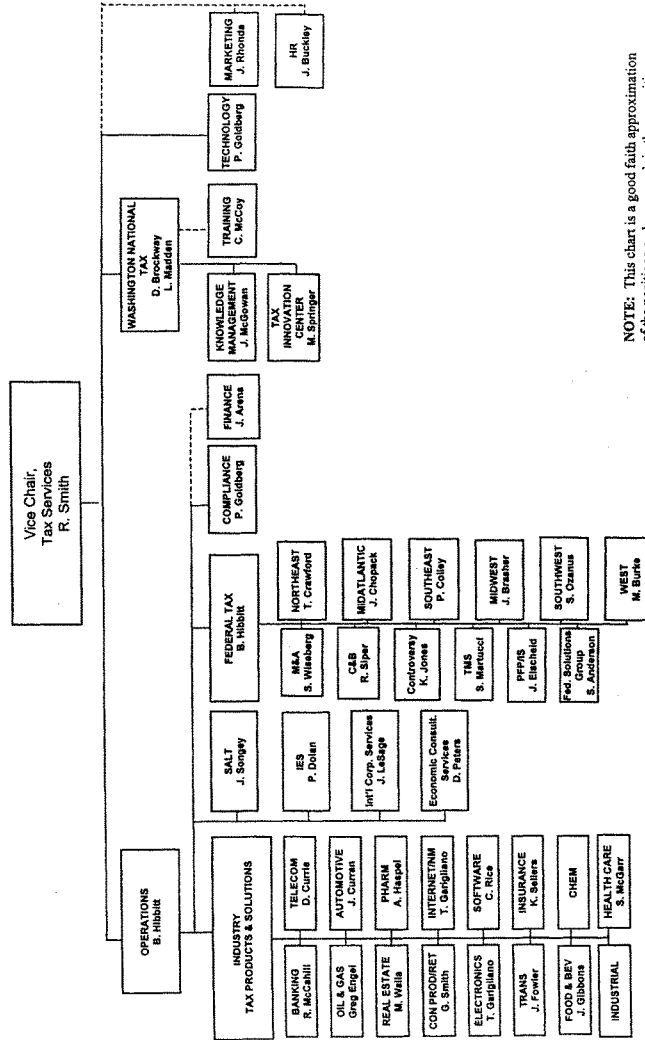 Vice Chair,
Tax Services
R. Smith
OPERATIONS
B. Hibbitt
WASHINGTON NATIONAL
TAX
D. Brockway
L. Madden
INDUSTRY
TAX PRODUCTS & SOLUTIONS
SALT
J. Songey
FEDERAL TAX
B. Hibbitt
COMPLIANCE
P. Goldberg
FINANCE
J. Arena
KNOWLEDGE
MANAGEMENT
J. McGowan
TRAINING
C. McCoy
TECHNOLOGY
P. Goldberg
MARKETING
J. Rhonda
TAX
INNOVATION
CENTER
M. Springer
HR
J. Buckley
BANKING
R. McCahill
TELECOM
D. Currie
OIL & GAS
Greg Engel
AUTOMOTIVE
J. Curran
REAL ESTATE
M. Walla
PHARM
A. Haspel
CON PROD/RET
G. Smith
INTERNET/NM
T. Garigliano
ELECTRONICS
T. Garigliano
SOFTWARE
C. Rice
TRANS
J. Fowler
INSURANCE
K. Sellers
FOOD & BEV
J. Gibbons
CHEM
INDUSTRIAL
HEALTH CARE
S. McGarr
IES
P. Dolan
Int'l Corp. Services
J. LeSage
Economic Consult.
Services
D. Peters
M&A
S. Wiseberg
NORTHEAST
T. Crawford
C&B
R. Siper
MIDATLANTIC
J. Chopack
Controversy
K. Jones
SOUTHEAST
P. Colley
TMS
S. Martucci
MIDWEST
J. Brasher
PFP/IS
J. Eischeid
SOUTHWEST
S. Ozanus
Fed. Solutions
Group
S. Anderson
WEST
M. Burke
NOTE: This chart is a good faith approximation